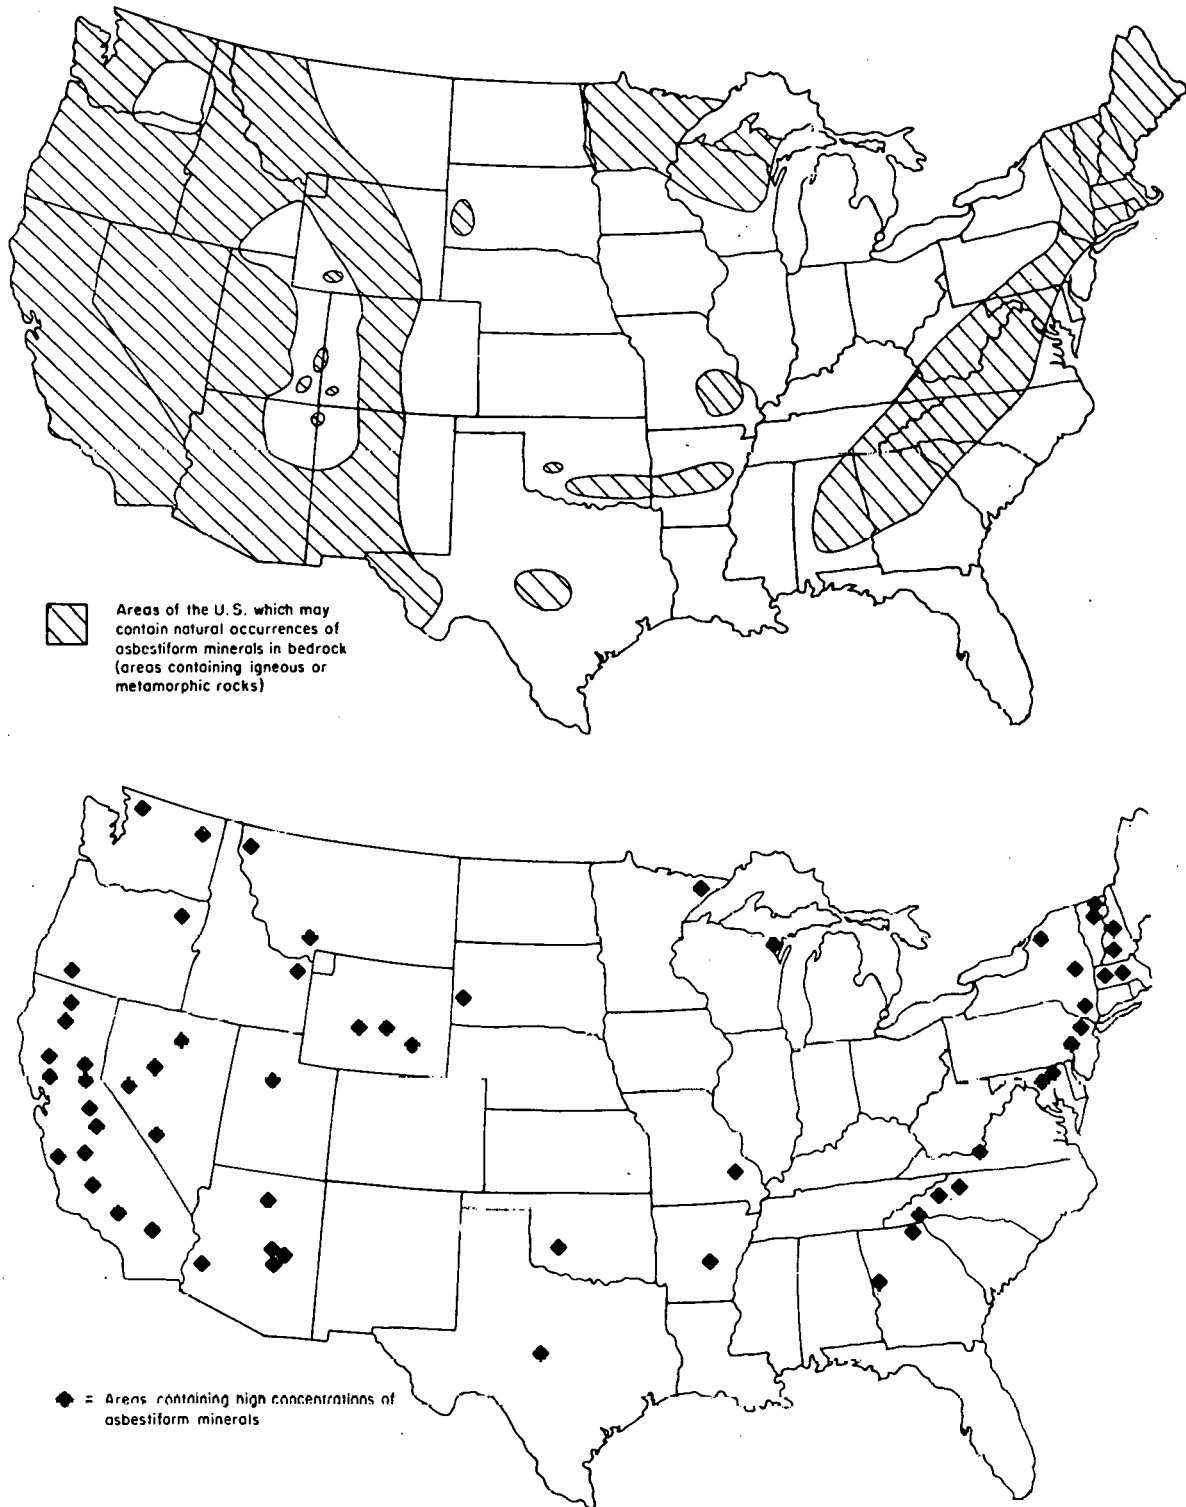 Areas of the U.S. which may
contain natural occurrences of
asbestiform minerals in bedrock
(areas containing igneous or
metamorphic rocks)
= Areas containing high concentrations of
asbestiform minerals